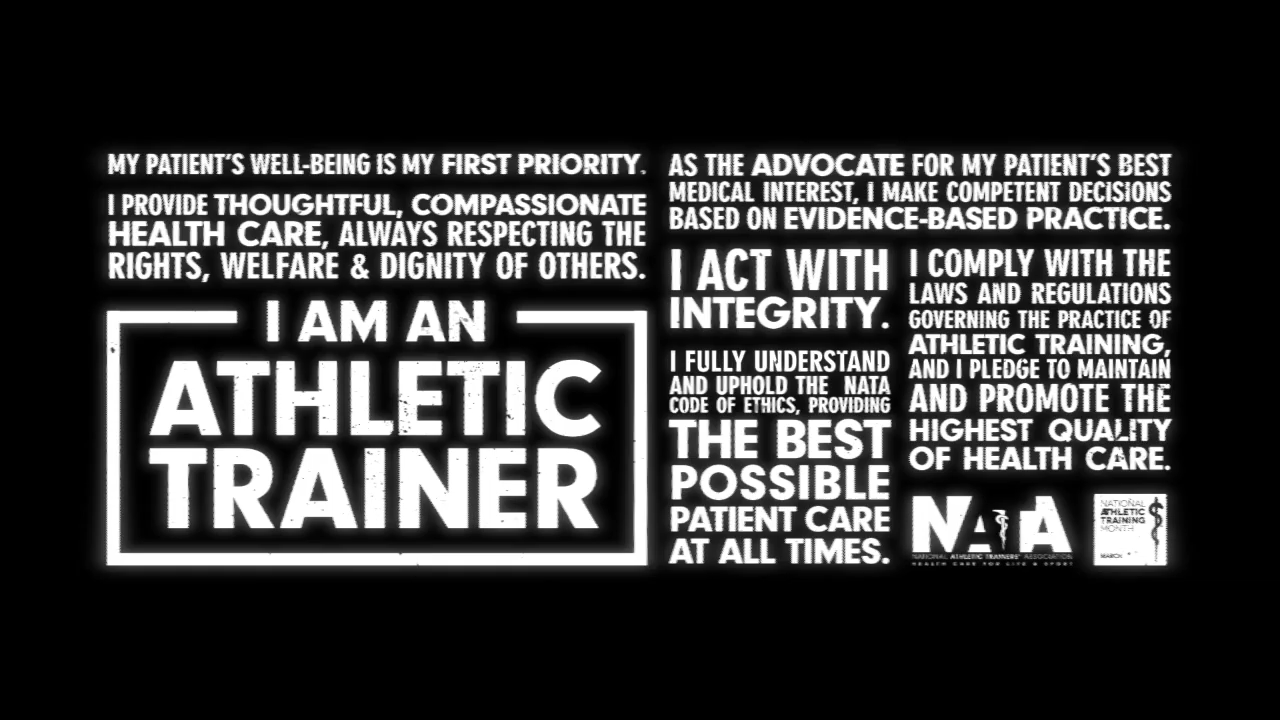 MY PATIENT'S WELL-BEING IS MY FIRST PRIORITY.
I PROVIDE THOUGHTFUL, COMPASSIONATE
HEALTH CARE, ALWAYS RESPECTING THE
RIGHTS, WELFARE & DIGNITY OF OTHERS.
I AM AN
ATHLETIC
TRAINER
AS THE ADVOCATE FOR MY PATIENT'S BEST
MEDICAL INTEREST, I MAKE COMPETENT DECISIONS
BASED ON EVIDENCE-BASED PRACTICE.
I ACT WITH
INTEGRITY.
I FULLY UNDERSTAND
AND UPHOLD THE NATA
CODE OF ETHICS, PROVIDING
THE BEST
POSSIBLE
PATIENT CARE
AT ALL TIMES.
I COMPLY WITH THE
LAWS AND REGULATIONS
GOVERNING THE PRACTICE OF
ATHLETIC TRAINING,
AND I PLEDGE TO MAINTAIN
AND PROMOTE THE
HIGHEST QUALITY
OF HEALTH CARE.
NATA
NATIONAL ATHLETIC TRAINERS' ASSOCIATION
HEALTH CARE FOR LIFE & SPORT
NATIONAL
ATHLETIC
TRAINING
MONTH
MARCH